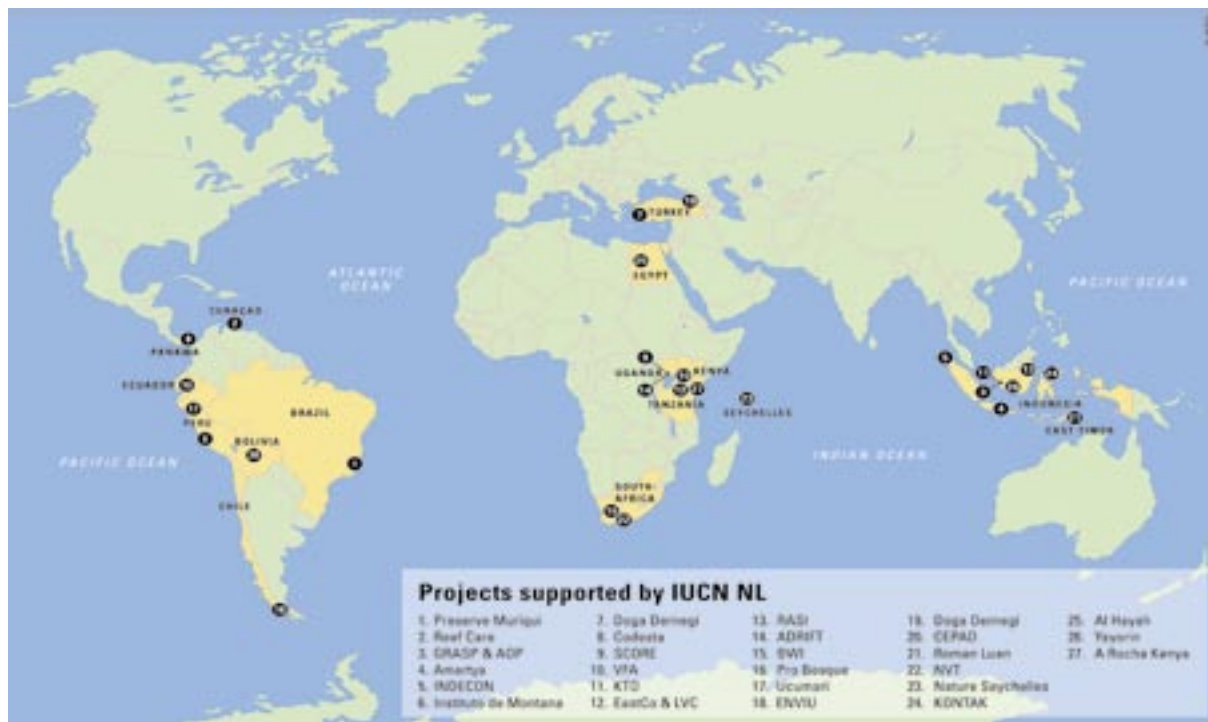 TURKEY
EGYPT
ATLANTIC
OCEAN
PACIFIC OCEAN
CURAÇAO
PANAMA
UGANDA
KENYA
ECUADOR
TANZANIA
SEYCHELLES
BRAZIL
INDONESIA
PERU
EAST-TIMOR
BOLIVIA
PACIFIC OCEAN
INDIAN OCEAN
SOUTH-
AFRICA
CHILE
Projects supported by IUCN NL
1. Preserve Muriqui
2. Reef Care
3. GRASP & AOP
4. Amartya
5. INDECON
6. Instituto de Montana
7. Doga Dernegi
8. Codesta
9. SCORE
10. VFA
11. KTD
12. EastCo & LVC
13. RASI
14. ADRIFT
15. BWI
16. Pro Bosque
17. Ucumari
18. ENVIU
19. Doga Dernegi
20. CEPAD
21. Roman Luan
22. NVT
23. Nature Seychelles
24. KONTAK
25. Al Hayah
26. Yayorin
27. A Rocha Kenya